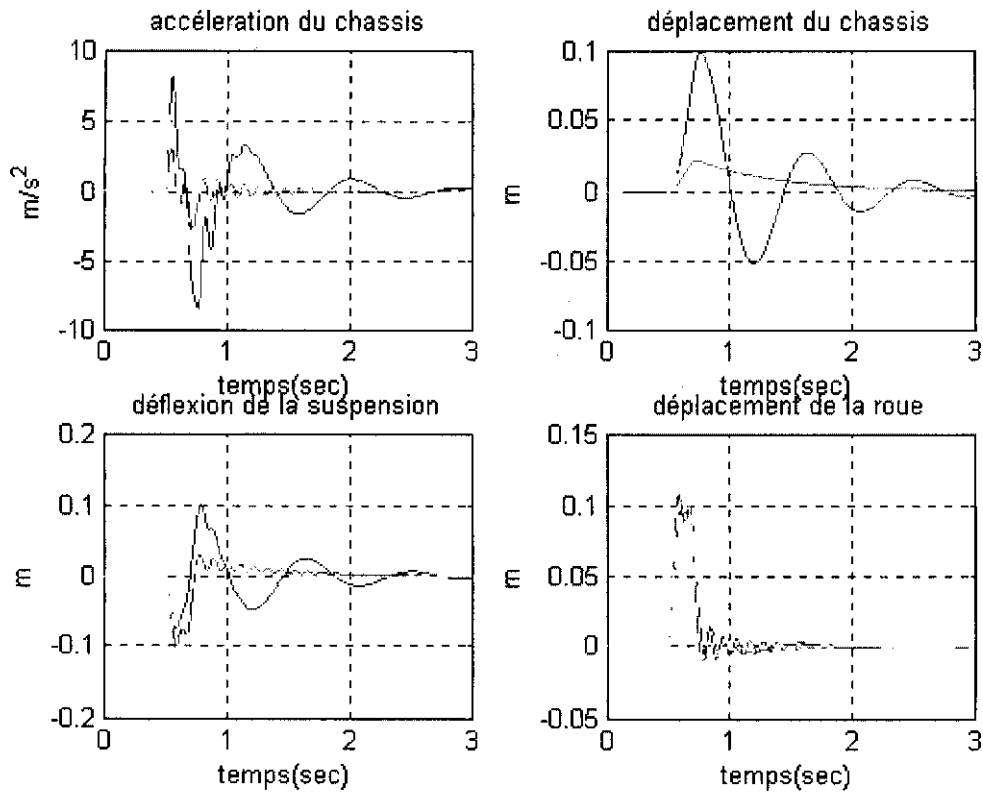 accéleration du chassis
10
5
0
-5
-10
m/s²
0 1 2 3
temps(sec)
déplacement du chassis
0.1
0.05
0
-0.05
-0.1
m
0 1 2 3
temps(sec)
déflexion de la suspension
0.2
0.1
0
-0.1
-0.2
m
0 1 2 3
temps(sec)
déplacement de la roue
0.15
0.1
0.05
0
-0.05
m
0 1 2 3
temps(sec)